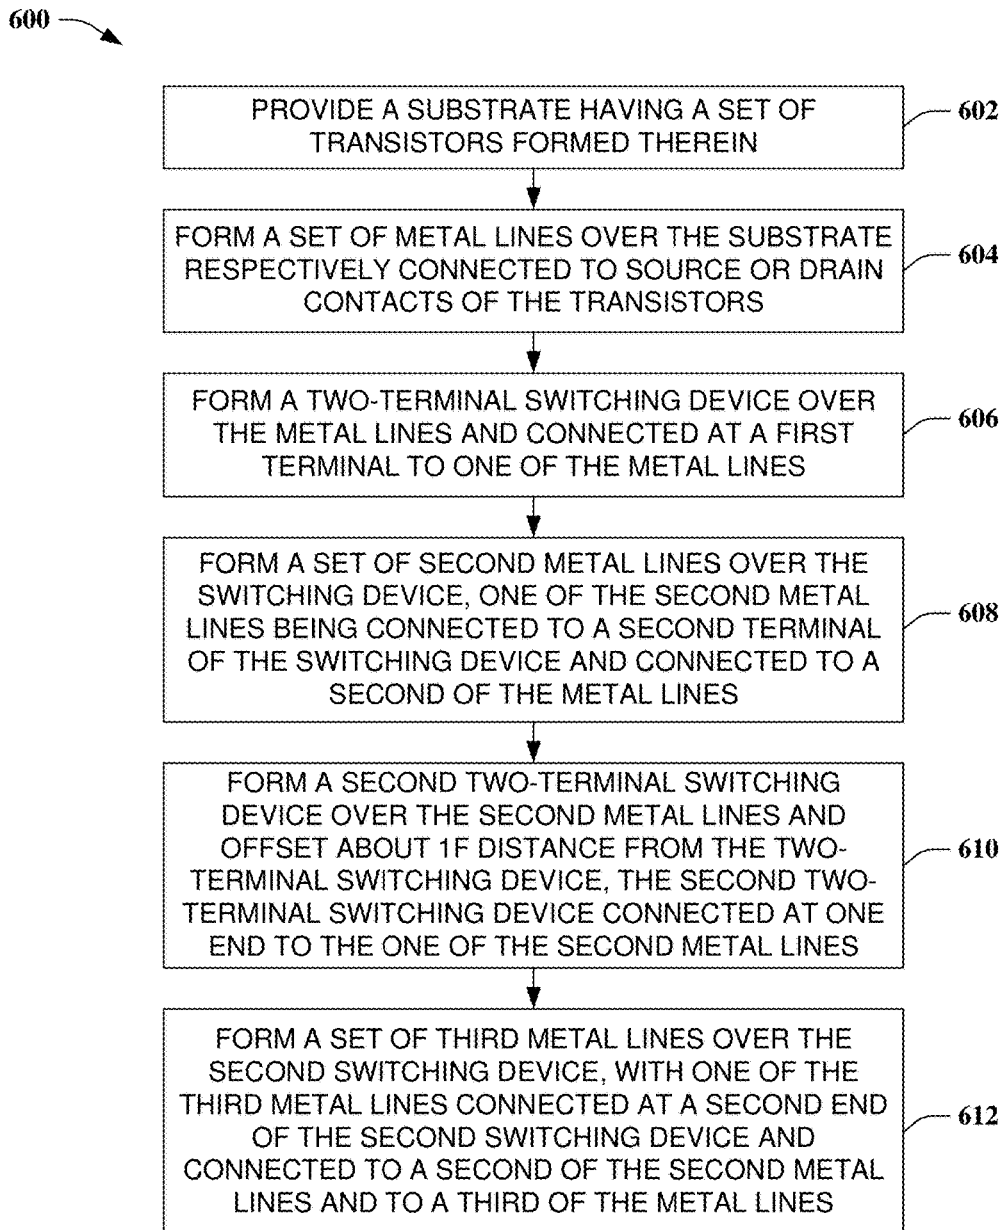 600
PROVIDE A SUBSTRATE HAVING A SET OF
TRANSISTORS FORMED THEREIN
602
FORM A SET OF METAL LINES OVER THE SUBSTRATE
RESPECTIVELY CONNECTED TO SOURCE OR DRAIN
CONTACTS OF THE TRANSISTORS
604
FORM A TWO-TERMINAL SWITCHING DEVICE OVER
THE METAL LINES AND CONNECTED AT A FIRST
TERMINAL TO ONE OF THE METAL LINES
606
FORM A SET OF SECOND METAL LINES OVER THE
SWITCHING DEVICE, ONE OF THE SECOND METAL
LINES BEING CONNECTED TO A SECOND TERMINAL
OF THE SWITCHING DEVICE AND CONNECTED TO A
SECOND OF THE METAL LINES
608
FORM A SECOND TWO-TERMINAL SWITCHING
DEVICE OVER THE SECOND METAL LINES AND
OFFSET ABOUT 1F DISTANCE FROM THE TWO-
TERMINAL SWITCHING DEVICE, THE SECOND TWO-
TERMINAL SWITCHING DEVICE CONNECTED AT ONE
END TO THE ONE OF THE SECOND METAL LINES
610
FORM A SET OF THIRD METAL LINES OVER THE
SECOND SWITCHING DEVICE, WITH ONE OF THE
THIRD METAL LINES CONNECTED AT A SECOND END
OF THE SECOND SWITCHING DEVICE AND
CONNECTED TO A SECOND OF THE SECOND METAL
LINES AND TO A THIRD OF THE METAL LINES
612